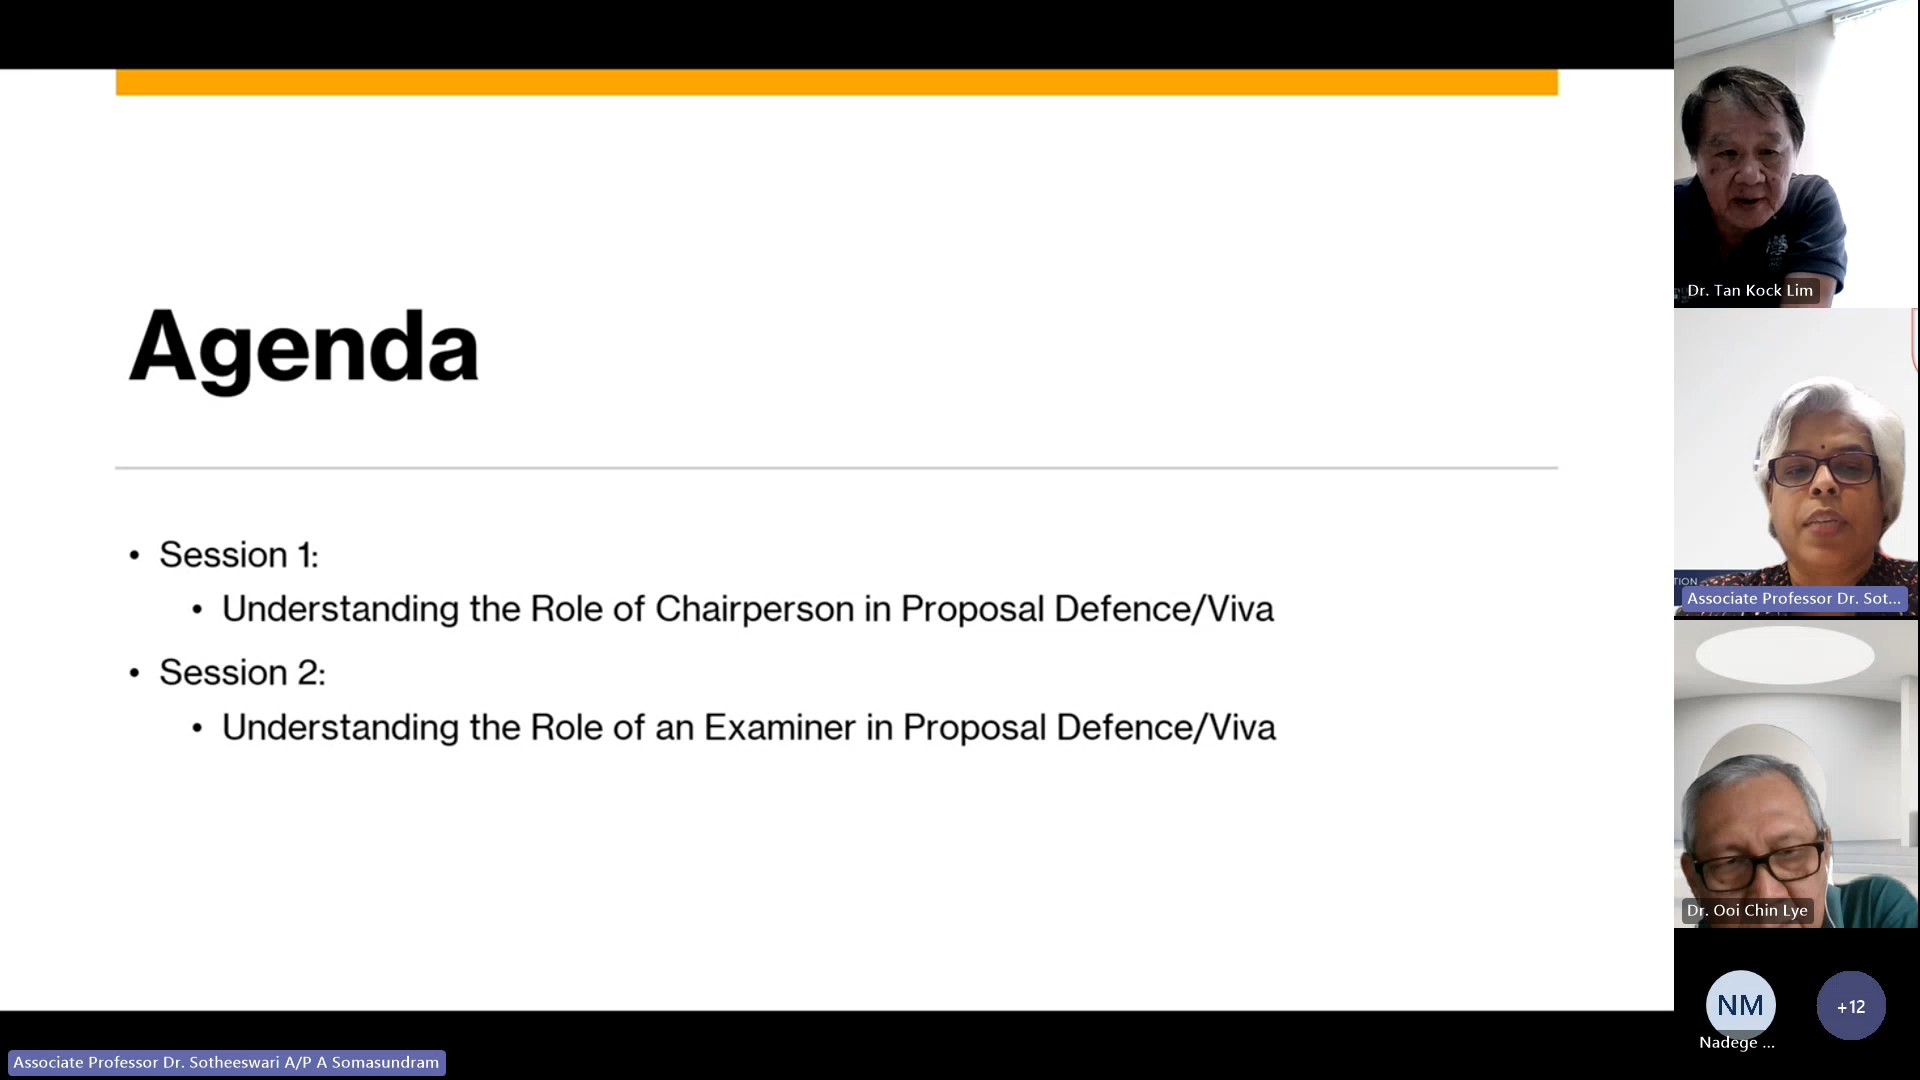 Agenda
• Session 1:
• Understanding the Role of Chairperson in Proposal Defence/Viva
• Session 2:
• Understanding the Role of an Examiner in Proposal Defence/Viva
Associate Professor Dr. Sotheeswari A/P A Somasundram
Dr. Tan Kock Lim
TION
Associate Professor Dr. Sot...
Dr. Ooi Chin Lye
NM
Nadege ...
+12